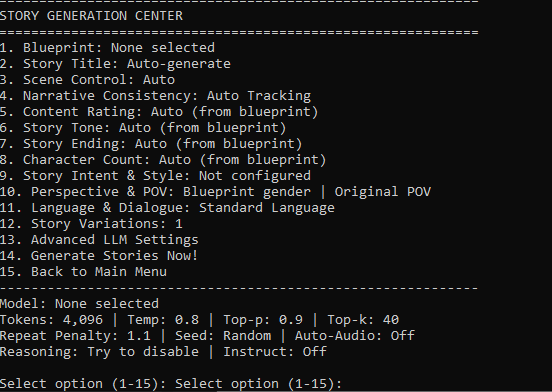 ------------------------------------------------------------
STORY GENERATION CENTER
============================================================
1. Blueprint: None selected
2. Story Title: Auto-generate
3. Scene Control: Auto
4. Narrative Consistency: Auto Tracking
5. Content Rating: Auto (from blueprint)
6. Story Tone: Auto (from blueprint)
7. Story Ending: Auto (from blueprint)
8. Character Count: Auto (from blueprint)
9. Story Intent & Style: Not configured
10. Perspective & POV: Blueprint gender | Original POV
11. Language & Dialogue: Standard Language
12. Story Variations: 1
13. Advanced LLM Settings
14. Generate Stories Now!
15. Back to Main Menu
------------------------------------------------------------
Model: None selected
Tokens: 4,096 | Temp: 0.8 | Top-p: 0.9 | Top-k: 40
Repeat Penalty: 1.1 | Seed: Random | Auto-Audio: Off
Reasoning: Try to disable | Instruct: Off

Select option (1-15): Select option (1-15):